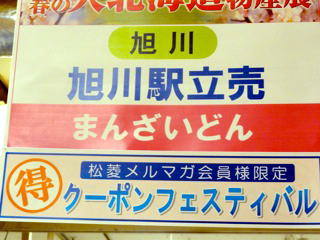 春の大北海道物産展
旭川
旭川駅立売
まんざいどん
松菱メルマガ会員様限定
得 クーポンフェスティバル